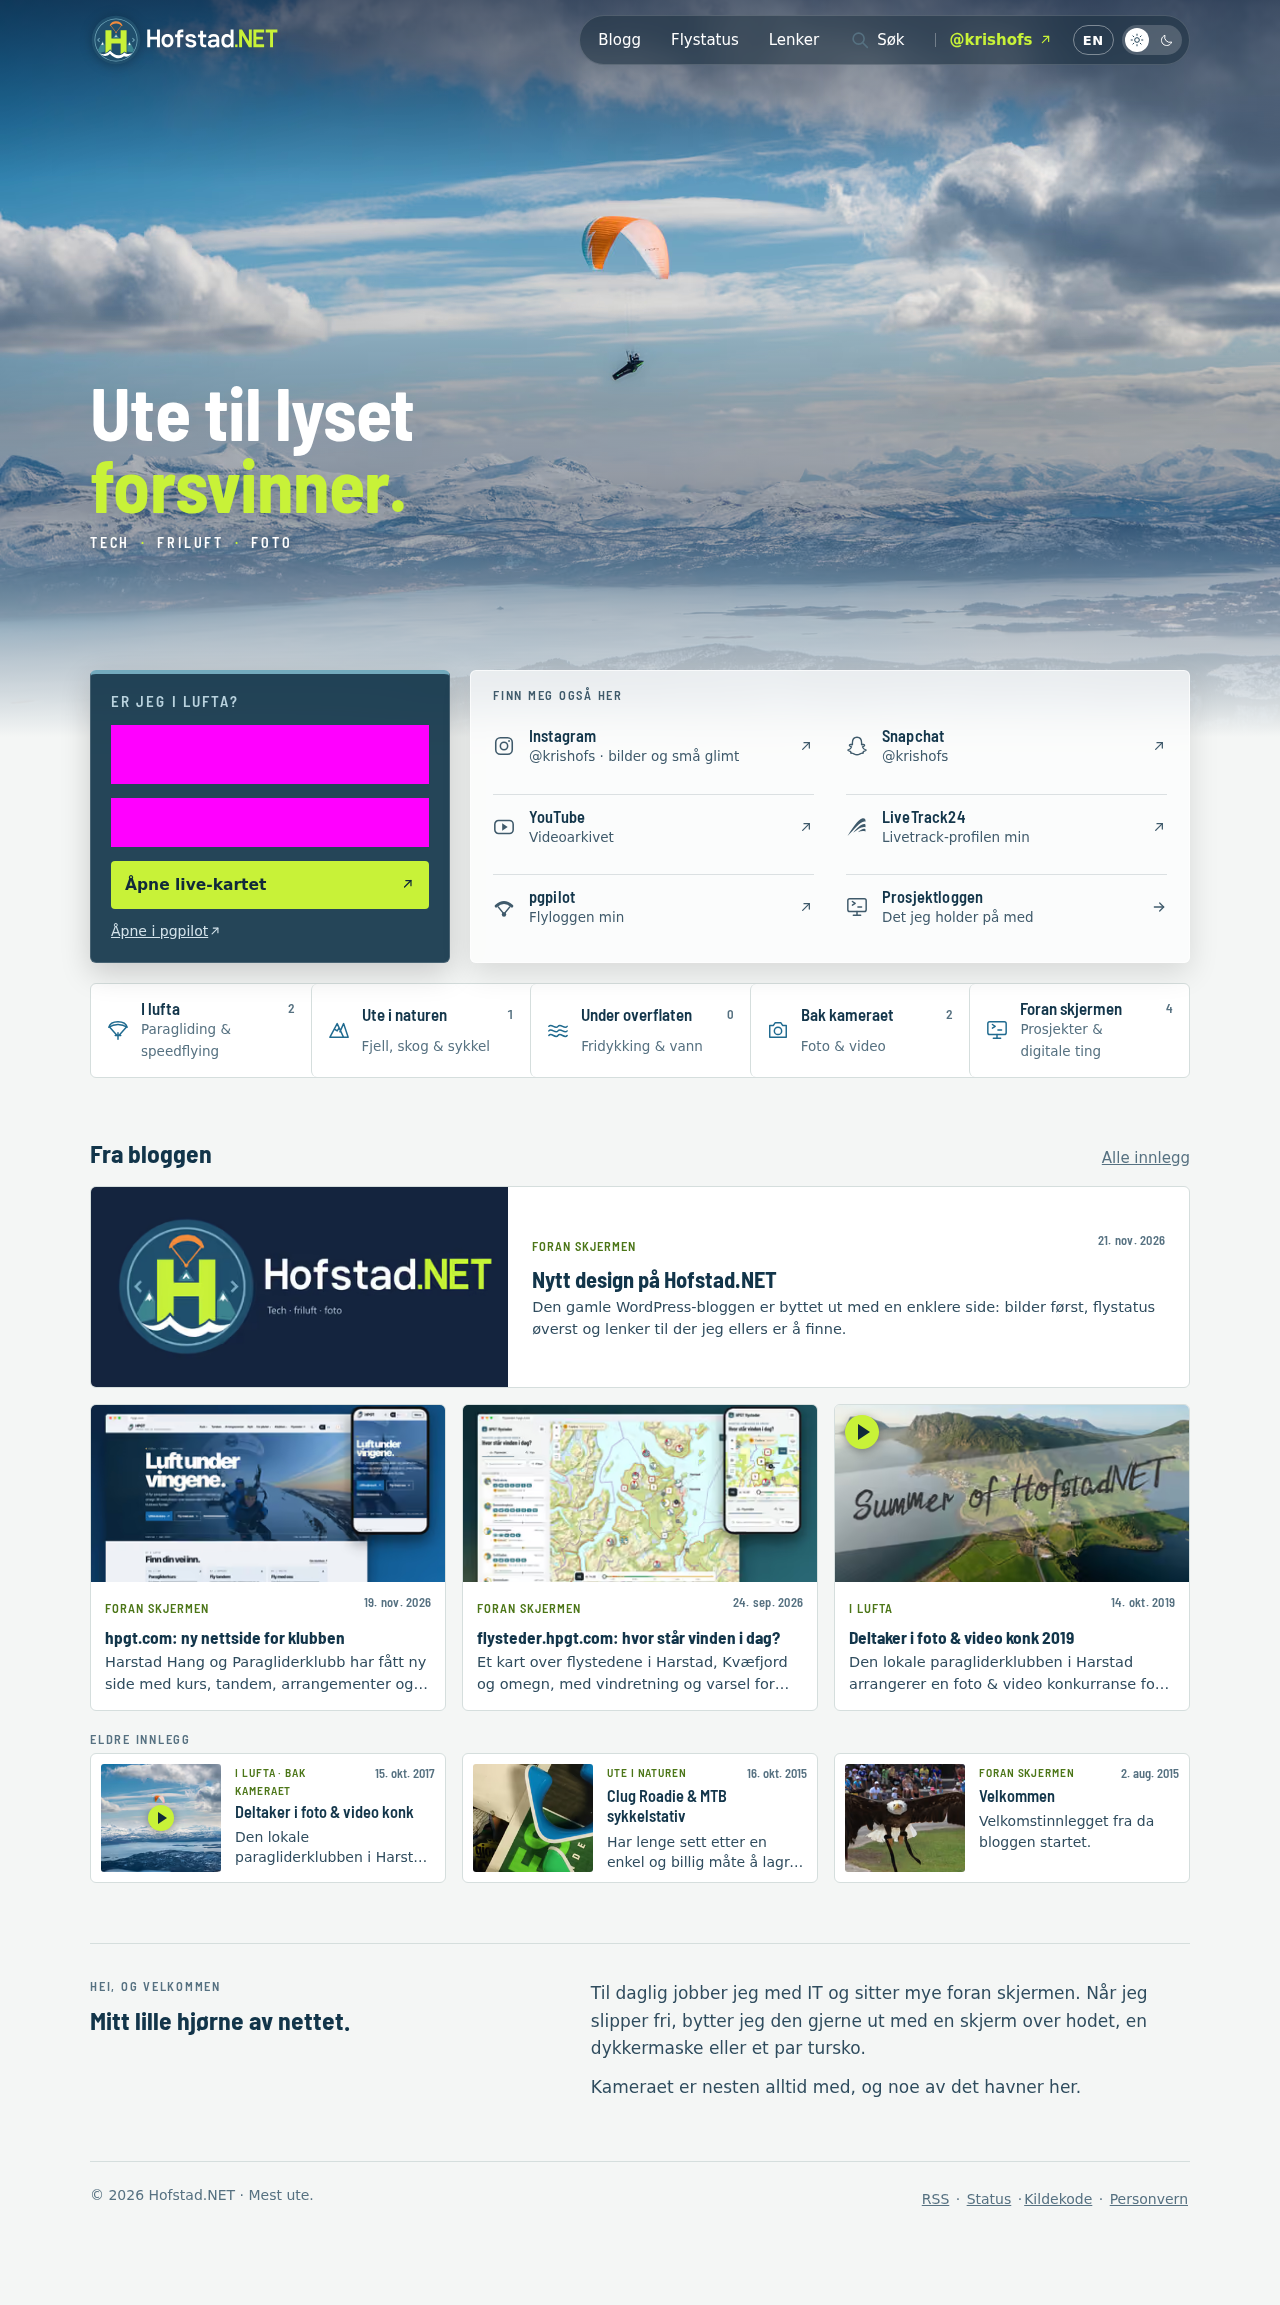 Hofstad.NET
Blogg
Flystatus
Lenker
Søk
@krishofs ↗
EN
Ute til lyset
forsvinner.
TECH · FRILUFT · FOTO
ER JEG I LUFTA?
Åpne live-kartet ↗
Åpne i pgpilot ↗
FINN MEG OGSÅ HER
Instagram
@krishofs · bilder og små glimt
Snapchat
@krishofs
YouTube
Videoarkivet
LiveTrack24
Livetrack-profilen min
pgpilot
Flyloggen min
Prosjektloggen
Det jeg holder på med
I lufta 2
Paragliding &
speedflying
Ute i naturen 1
Fjell, skog & sykkel
Under overflaten 0
Fridykking & vann
Bak kameraet 2
Foto & video
Foran skjermen 4
Prosjekter &
digitale ting
Fra bloggen
Alle innlegg
Hofstad.NET
Tech · friluft · foto
FORAN SKJERMEN
21. nov. 2026
Nytt design på Hofstad.NET
Den gamle WordPress-bloggen er byttet ut med en enklere side: bilder først, flystatus
øverst og lenker til der jeg ellers er å finne.
Luft under
vingene.
Finn din vei inn.
Luft under
vingene.
FORAN SKJERMEN
19. nov. 2026
hpgt.com: ny nettside for klubben
Harstad Hang og Paragliderklubb har fått ny
side med kurs, tandem, arrangementer og…
Hvor står vinden i dag?
Hvor står vinden i dag?
FORAN SKJERMEN
24. sep. 2026
flysteder.hpgt.com: hvor står vinden i dag?
Et kart over flystedene i Harstad, Kvæfjord
og omegn, med vindretning og varsel for…
Summer of HofstadNET
I LUFTA
14. okt. 2019
Deltaker i foto & video konk 2019
Den lokale paragliderklubben i Harstad
arrangerer en foto & video konkurranse fo…
ELDRE INNLEGG
I LUFTA · BAK
KAMERAET
15. okt. 2017
Deltaker i foto & video konk
Den lokale
paragliderklubben i Harst…
UTE I NATUREN
16. okt. 2015
Clug Roadie & MTB
sykkelstativ
Har lenge sett etter en
enkel og billig måte å lagr…
FORAN SKJERMEN
2. aug. 2015
Velkommen
Velkomstinnlegget fra da
bloggen startet.
HEI, OG VELKOMMEN
Mitt lille hjørne av nettet.
Til daglig jobber jeg med IT og sitter mye foran skjermen. Når jeg
slipper fri, bytter jeg den gjerne ut med en skjerm over hodet, en
dykkermaske eller et par tursko.
Kameraet er nesten alltid med, og noe av det havner her.
© 2026 Hofstad.NET · Mest ute.
RSS · Status · Kildekode · Personvern